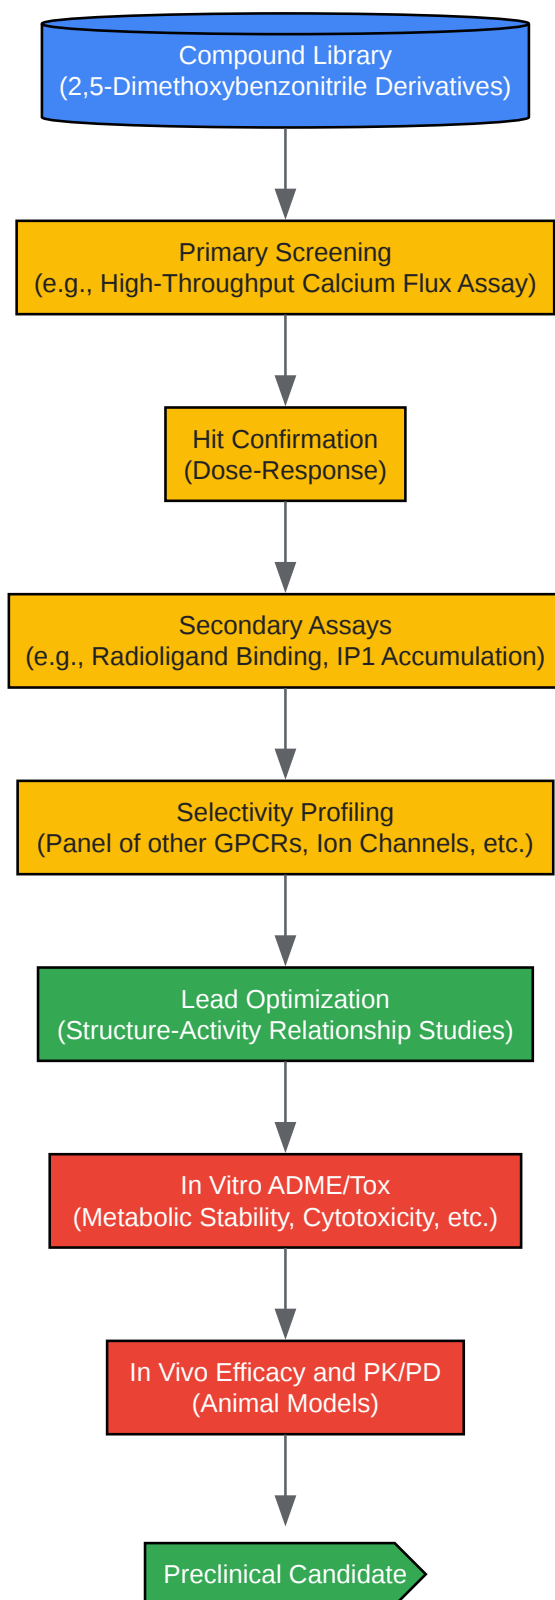 Compound Library
(2,5-Dimethoxybenzonitrile Derivatives)
Primary Screening
(e.g., High-Throughput Calcium Flux Assay)
Hit Confirmation
(Dose-Response)
Secondary Assays
(e.g., Radioligand Binding, IP1 Accumulation)
Selectivity Profiling
(Panel of other GPCRs, Ion Channels, etc.)
Lead Optimization
(Structure-Activity Relationship Studies)
In Vitro ADME/Tox
(Metabolic Stability, Cytotoxicity, etc.)
In Vivo Efficacy and PK/PD
(Animal Models)
Preclinical Candidate